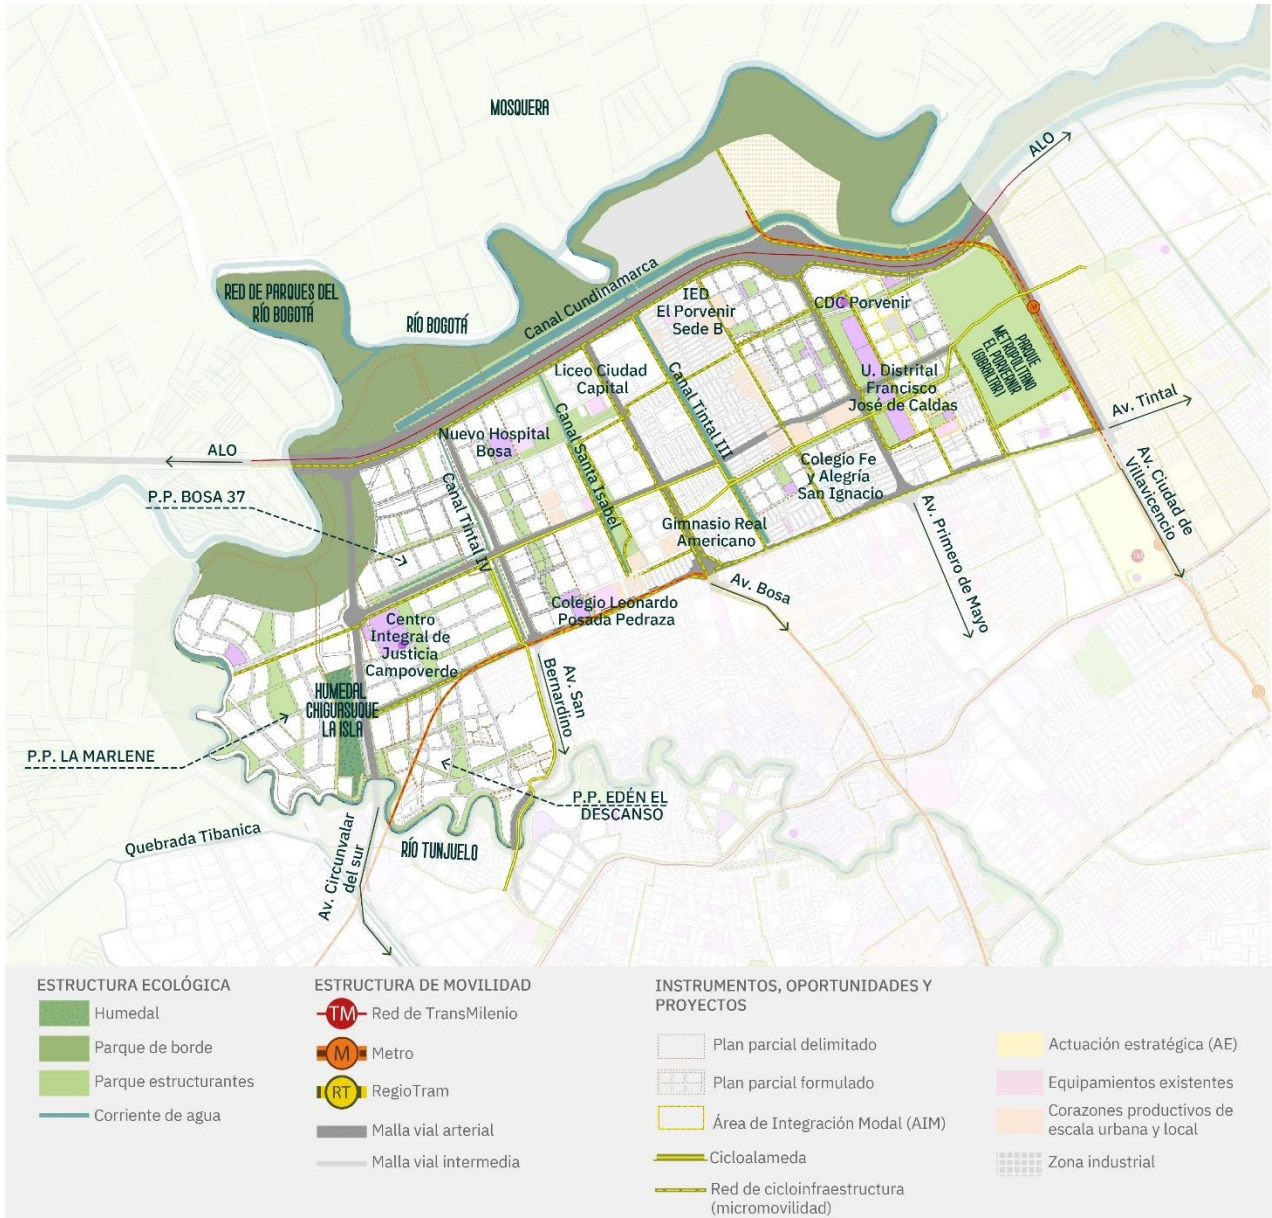 MOSQUERA
ALO
RED DE PARQUES DEL
RÍO BOGOTÁ
RÍO BOGOTÁ
Canal Cundinamarca
IED
El Porvenir
Sede B
CDC Porvenir
M
PARQUE
METROPOLITANO
EL PORVERNIR
(GIBRALTAR)
Liceo Ciudad
Capital
Canal Tintal III
U. Distrital
Francisco
José de Caldas
Av. Tintal
Nuevo Hospital
Bosa
Canal Santa Isabel
ALO
P.P. BOSA 37
Canal Tintal IV
Colegio Fe
y Alegría
San Ignacio
Av. Ciudad de
Villavicencio
Gimnasio Real
Americano
Av. Primero de Mayo
TM
Av. Bosa
Colegio Leonardo
Posada Pedraza
Centro
Integral de
Justicia
Campoverde
Av. San
Bernardino
HUMEDAL
CHIGUASUQUE
LA ISLA
P.P. LA MARLENE
P.P. EDÉN EL
DESCANSO
Quebrada Tibanica
RÍO TUNJUELO
Av. Circunvalar
del sur
ESTRUCTURA ECOLÓGICA
Humedal
Parque de borde
Parque estructurantes
Corriente de agua
ESTRUCTURA DE MOVILIDAD
TM Red de TransMilenio
M Metro
RT RegioTram
Malla vial arterial
Malla vial intermedia
INSTRUMENTOS, OPORTUNIDADES Y
PROYECTOS
Plan parcial delimitado
Plan parcial formulado
Área de Integración Modal (AIM)
Cicloalameda
Red de cicloinfraestructura
(micromovilidad)
Actuación estratégica (AE)
Equipamientos existentes
Corazones productivos de
escala urbana y local
Zona industrial